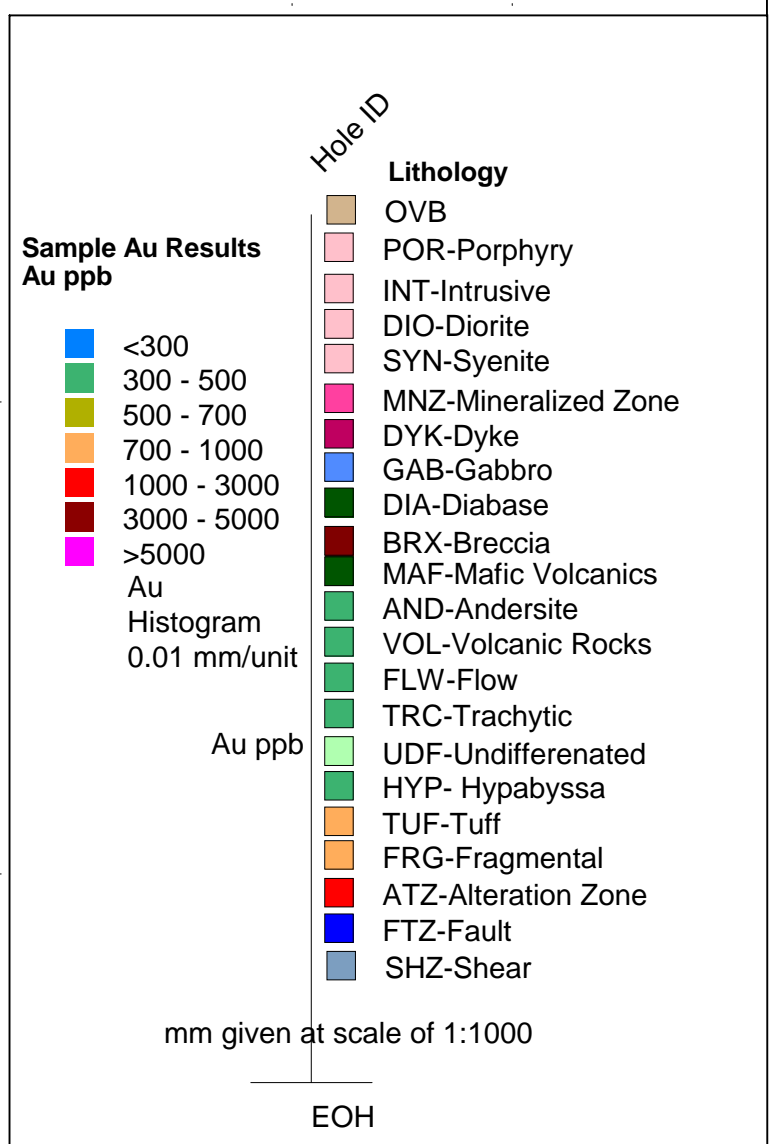 Hole ID
Lithology
OVB
POR-Porphyry
INT-Intrusive
DIO-Diorite
SYN-Syenite
MNZ-Mineralized Zone
DYK-Dyke
GAB-Gabbro
DIA-Diabase
BRX-Breccia
MAF-Mafic Volcanics
AND-Andersite
VOL-Volcanic Rocks
FLW-Flow
TRC-Trachytic
UDF-Undifferenated
HYP- Hypabyssa
TUF-Tuff
FRG-Fragmental
ATZ-Alteration Zone
FTZ-Fault
SHZ-Shear
Sample Au Results
Au ppb
<300
300 - 500
500 - 700
700 - 1000
1000 - 3000
3000 - 5000
>5000
Au
Histogram
0.01 mm/unit
Au ppb
mm given at scale of 1:1000
EOH